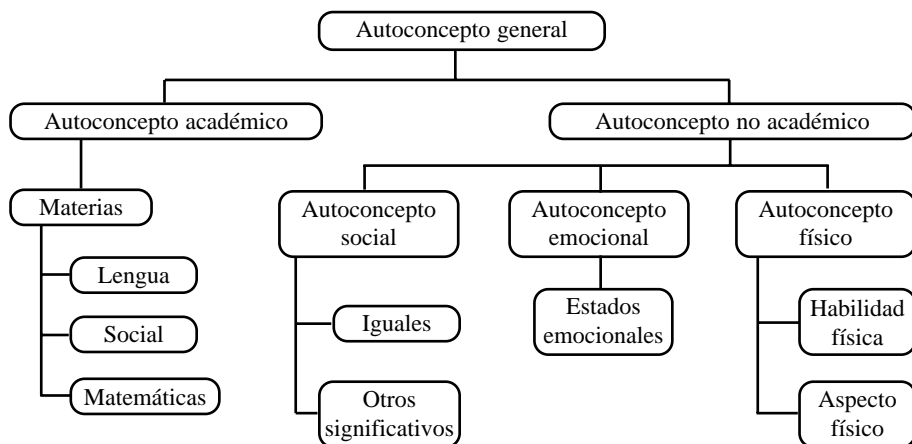 Autoconcepto general
Autoconcepto académico
Autoconcepto no académico
Materias
Lengua
Social
Matemáticas
Autoconcepto
social
Iguales
Otros
significativos
Autoconcepto
emocional
Estados
emocionales
Autoconcepto
físico
Habilidad
física
Aspecto
físico